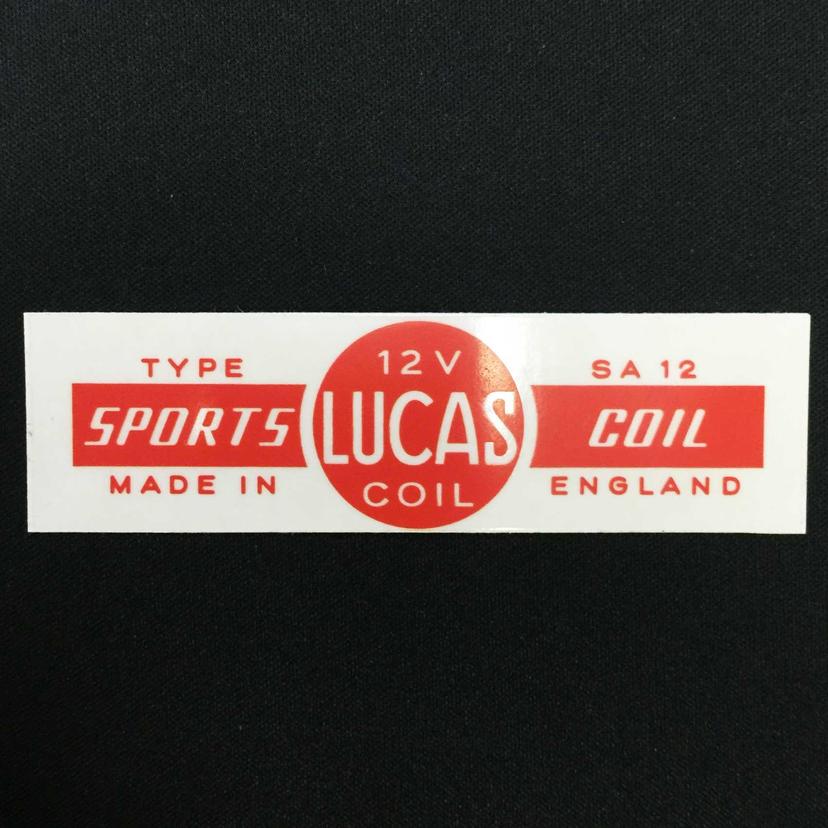 TYPE 12V SA 12
SPORTS LUCAS COIL
MADE IN COIL ENGLAND